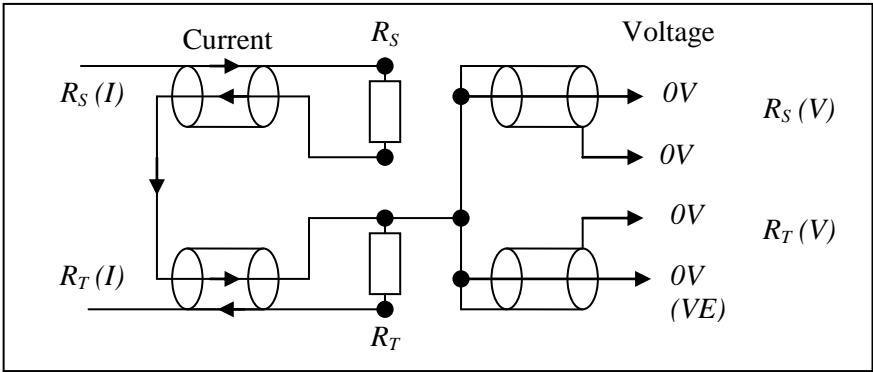 Current
R_S
Voltage
R_S (I)
0V
R_S (V)
0V
0V
R_T (V)
R_T (I)
0V
(VE)
R_T